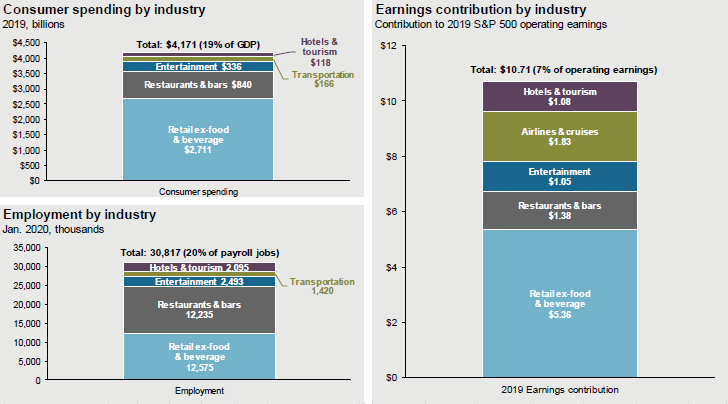 Consumer spending by industry
2019, billions
$4,500
$4,000
$3,500
$3,000
$2,500
$2,000
$1,500
$1,000
$500
$0
Total: $4,171 (19% of GDP)
Hotels &
tourism
$118
Transportation
$166
Entertainment $336
Restaurants & bars $840
Retail ex-food
& beverage
$2,711
Consumer spending
Employment by industry
Jan. 2020, thousands
35,000
30,000
25,000
20,000
15,000
10,000
5,000
0
Total: 30,817 (20% of payroll jobs)
Hotels & tourism 2,095
Transportation
1,420
Entertainment 2,493
Restaurants & bars
12,235
Retail ex-food
& beverage
12,575
Employment
Earnings contribution by industry
Contribution to 2019 S&P 500 operating earnings
$12
$10
$8
$6
$4
$2
$0
Total: $10.71 (7% of operating earnings)
Hotels & tourism
$1.08
Airlines & cruises
$1.83
Entertainment
$1.05
Restaurants & bars
$1.38
Retail ex-food
& beverage
$5.36
2019 Earnings contribution